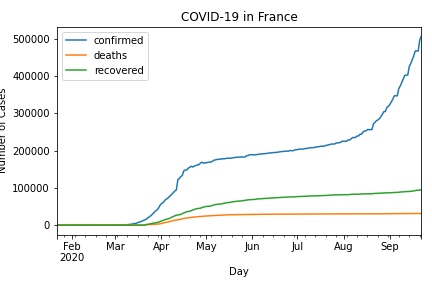 COVID-19 in France
confirmed
deaths
recovered
500000
400000
300000
200000
100000
0
Number of Cases
Feb Mar Apr May Jun Jul Aug Sep
2020
Day